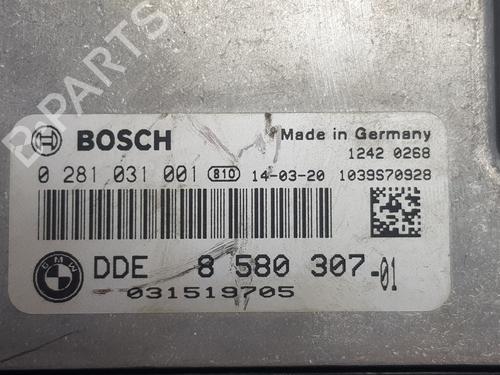 B-PARTS
BOSCH
Made in Germany
1242 0268
0 281 031 001 810 14-03-20 1039S70928
BMW
DDE 8 580 307-01
031519705